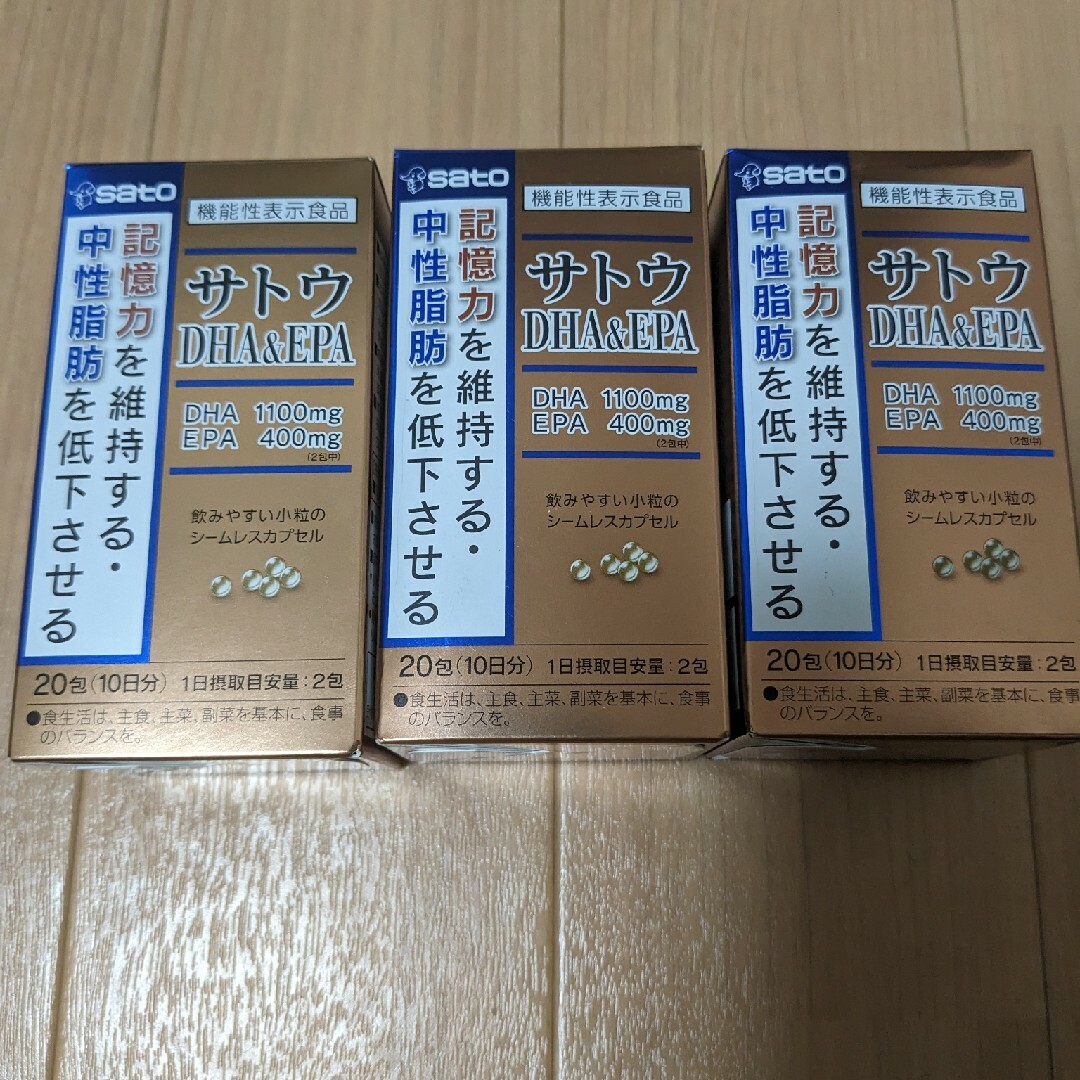 sato
機能性表示食品
記憶力を維持する・
中性脂肪を低下させる
サトウ
DHA&EPA
DHA 1100mg
EPA 400mg
(2包中)
飲みやすい小粒の
シームレスカプセル
20包(10日分) 1日摂取目安量:2包
●食生活は、主食、主菜、副菜を基本に、食事
のバランスを。
sato
機能性表示食品
記憶力を維持する・
中性脂肪を低下させる
サトウ
DHA&EPA
DHA 1100mg
EPA 400mg
(2包中)
飲みやすい小粒の
シームレスカプセル
20包(10日分) 1日摂取目安量:2包
●食生活は、主食、主菜、副菜を基本に、食事
のバランスを。
sato
機能性表示食品
記憶力を維持する・
中性脂肪を低下させる
サトウ
DHA&EPA
DHA 1100mg
EPA 400mg
(2包中)
飲みやすい小粒の
シームレスカプセル
20包(10日分) 1日摂取目安量:2包
●食生活は、主食、主菜、副菜を基本に、食事
のバランスを。